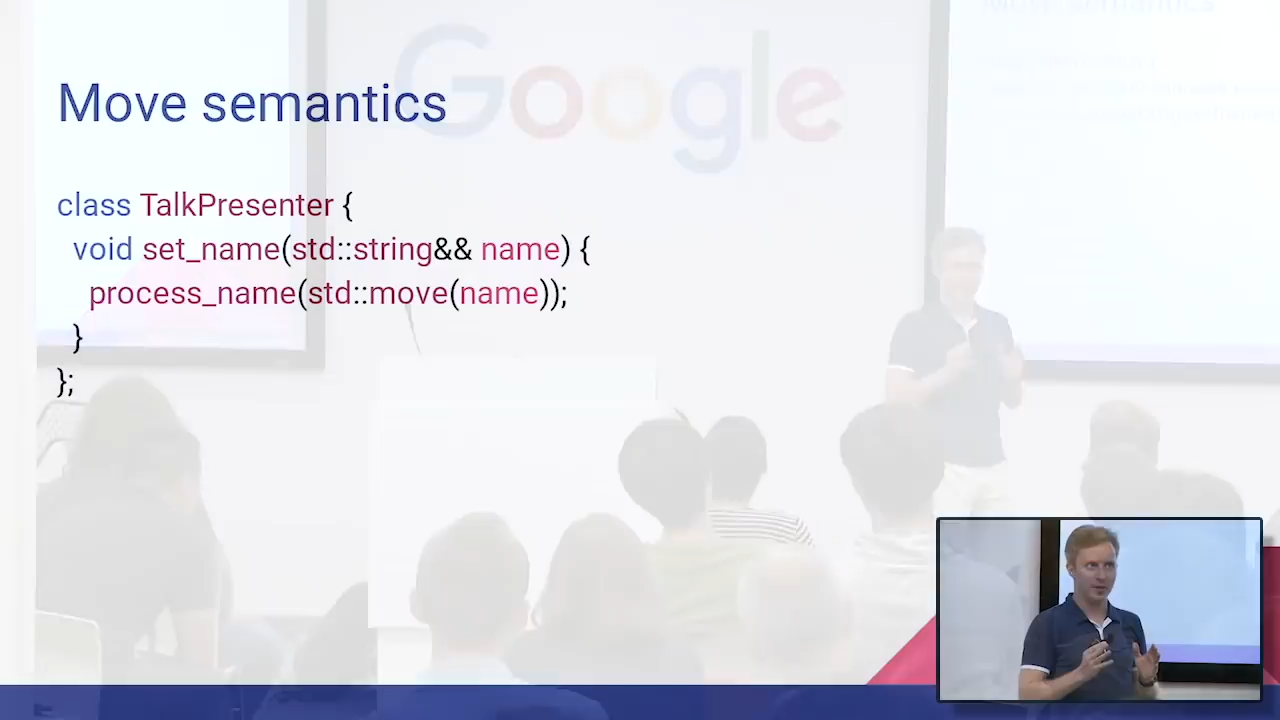 Google
Move semantics
class TalkPresenter {
void set_name(std::string&& name) {
process_name(std::move(name));
}
};